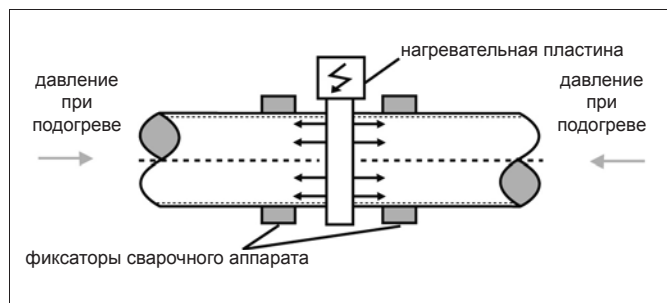 нагревательная пластина
давление
при
подогреве
давление
при
подогреве
фиксаторы сварочного аппарата